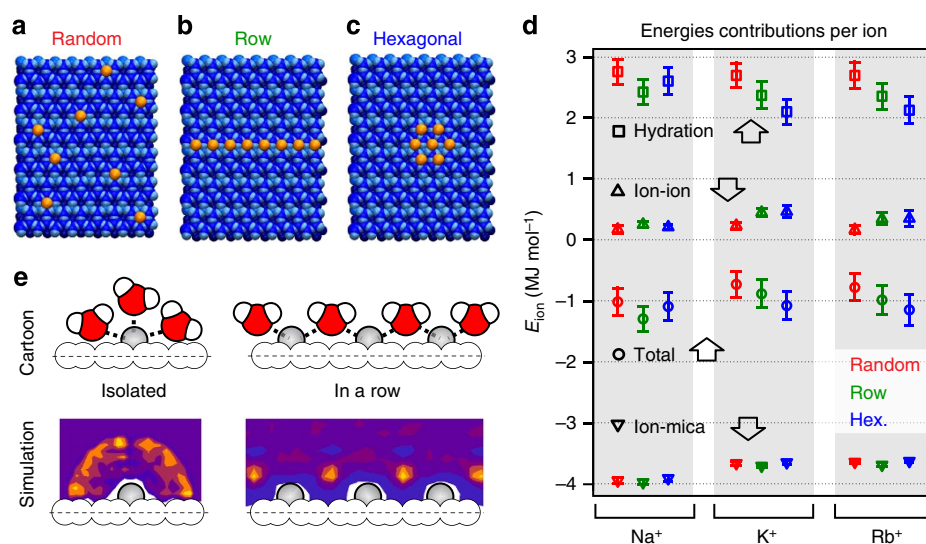 a
Random
b
Row
c
Hexagonal
d
Energies contributions per ion
3
2
1
0
−1
−2
−3
−4
E_ion (MJ mol⁻¹)
Hydration
Ion-ion
Total
Ion-mica
Random
Row
Hex.
Na⁺
K⁺
Rb⁺
e
Cartoon
Isolated
In a row
Simulation